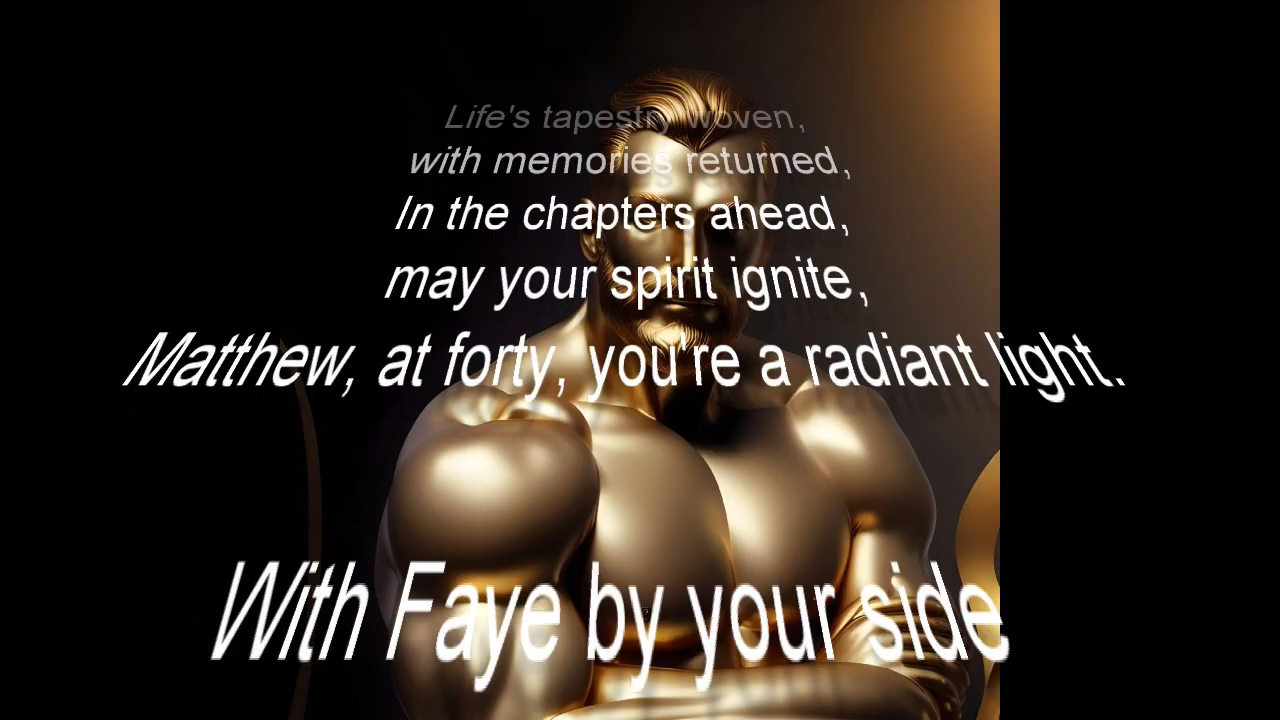 Life's tapestry woven,
with memories returned,
In the chapters ahead,
may your spirit ignite,
Matthew, at forty, you're a radiant light.
With Faye by your side